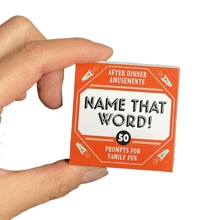 AFTER DINNER
AMUSEMENTS
NAME THAT
WORD!
50
PROMPTS FOR
FAMILY FUN